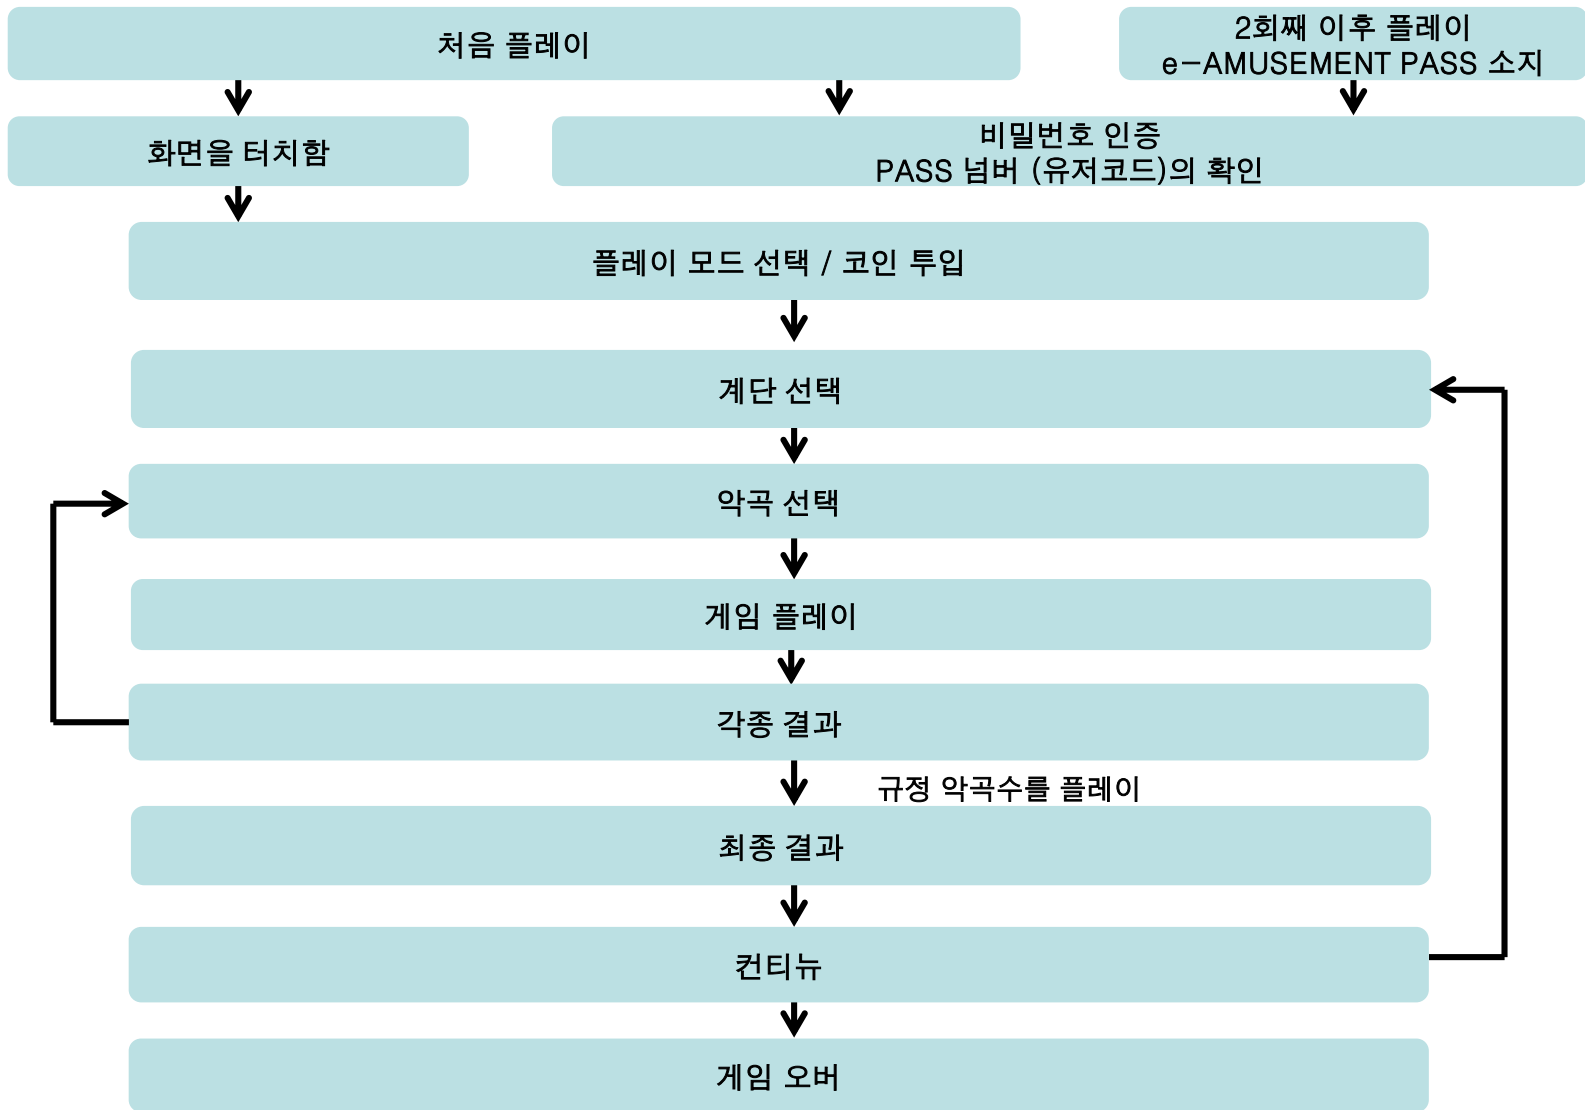 처음 플레이
2회째 이후 플레이
e-AMUSEMENT PASS 소지
화면을 터치함
비밀번호 인증
PASS 넘버 (유저코드)의 확인
플레이 모드 선택 / 코인 투입
계단 선택
악곡 선택
게임 플레이
각종 결과
규정 악곡수를 플레이
최종 결과
컨티뉴
게임 오버